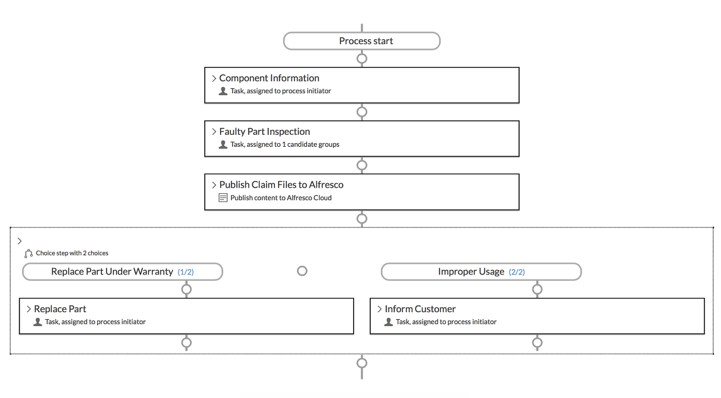 Process start
Component Information
Task, assigned to process initiator
Faulty Part Inspection
Task, assigned to 1 candidate groups
Publish Claim Files to Alfresco
Publish content to Alfresco Cloud
Choice step with 2 choices
Replace Part Under Warranty (1/2)
Improper Usage (2/2)
Replace Part
Task, assigned to process initiator
Inform Customer
Task, assigned to process initiator